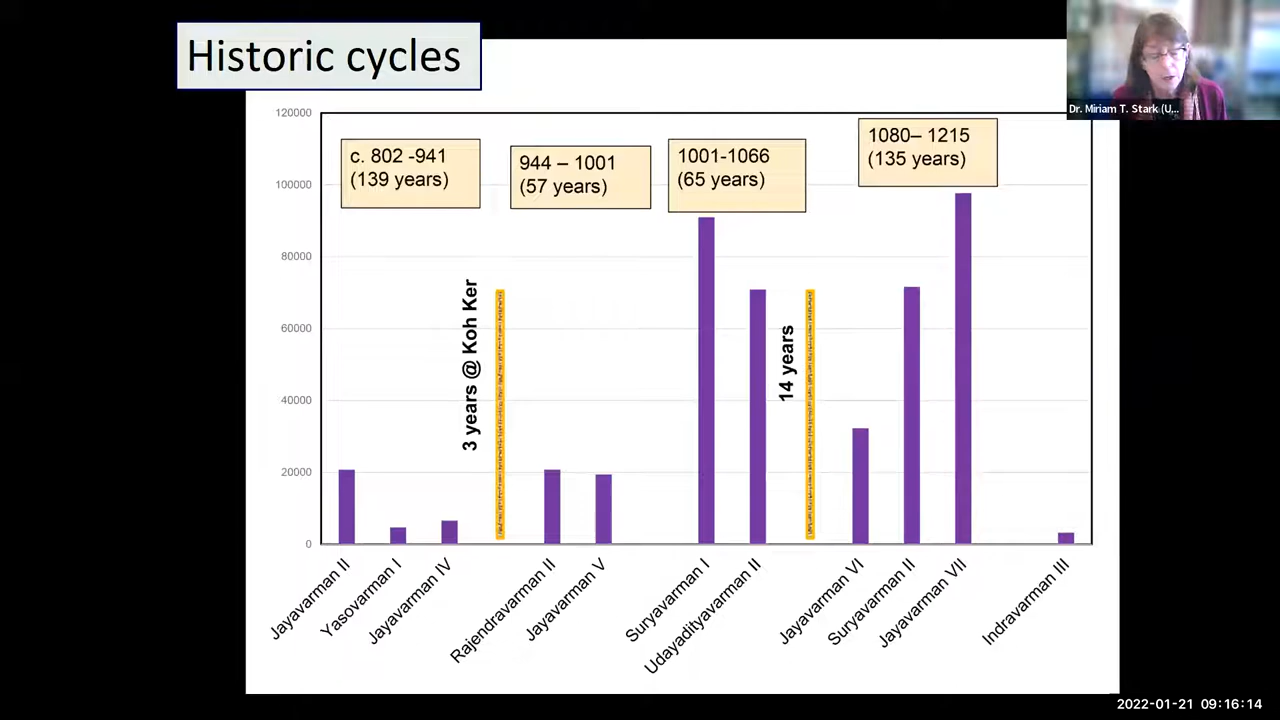 Historic cycles
Dr. Miriam T. Stark (U...
120000
100000
80000
60000
40000
20000
0
c. 802 -941
(139 years)
944 – 1001
(57 years)
1001-1066
(65 years)
1080– 1215
(135 years)
3 years @ Koh Ker
14 years
Jayavarman II
Yasovarman I
Jayavarman IV
Rajendravarman II
Jayavarman V
Suryavarman I
Udayadityavarman II
Jayavarman VI
Suryavarman II
Jayavarman VII
Indravarman III
2022-01-21 09:16:14